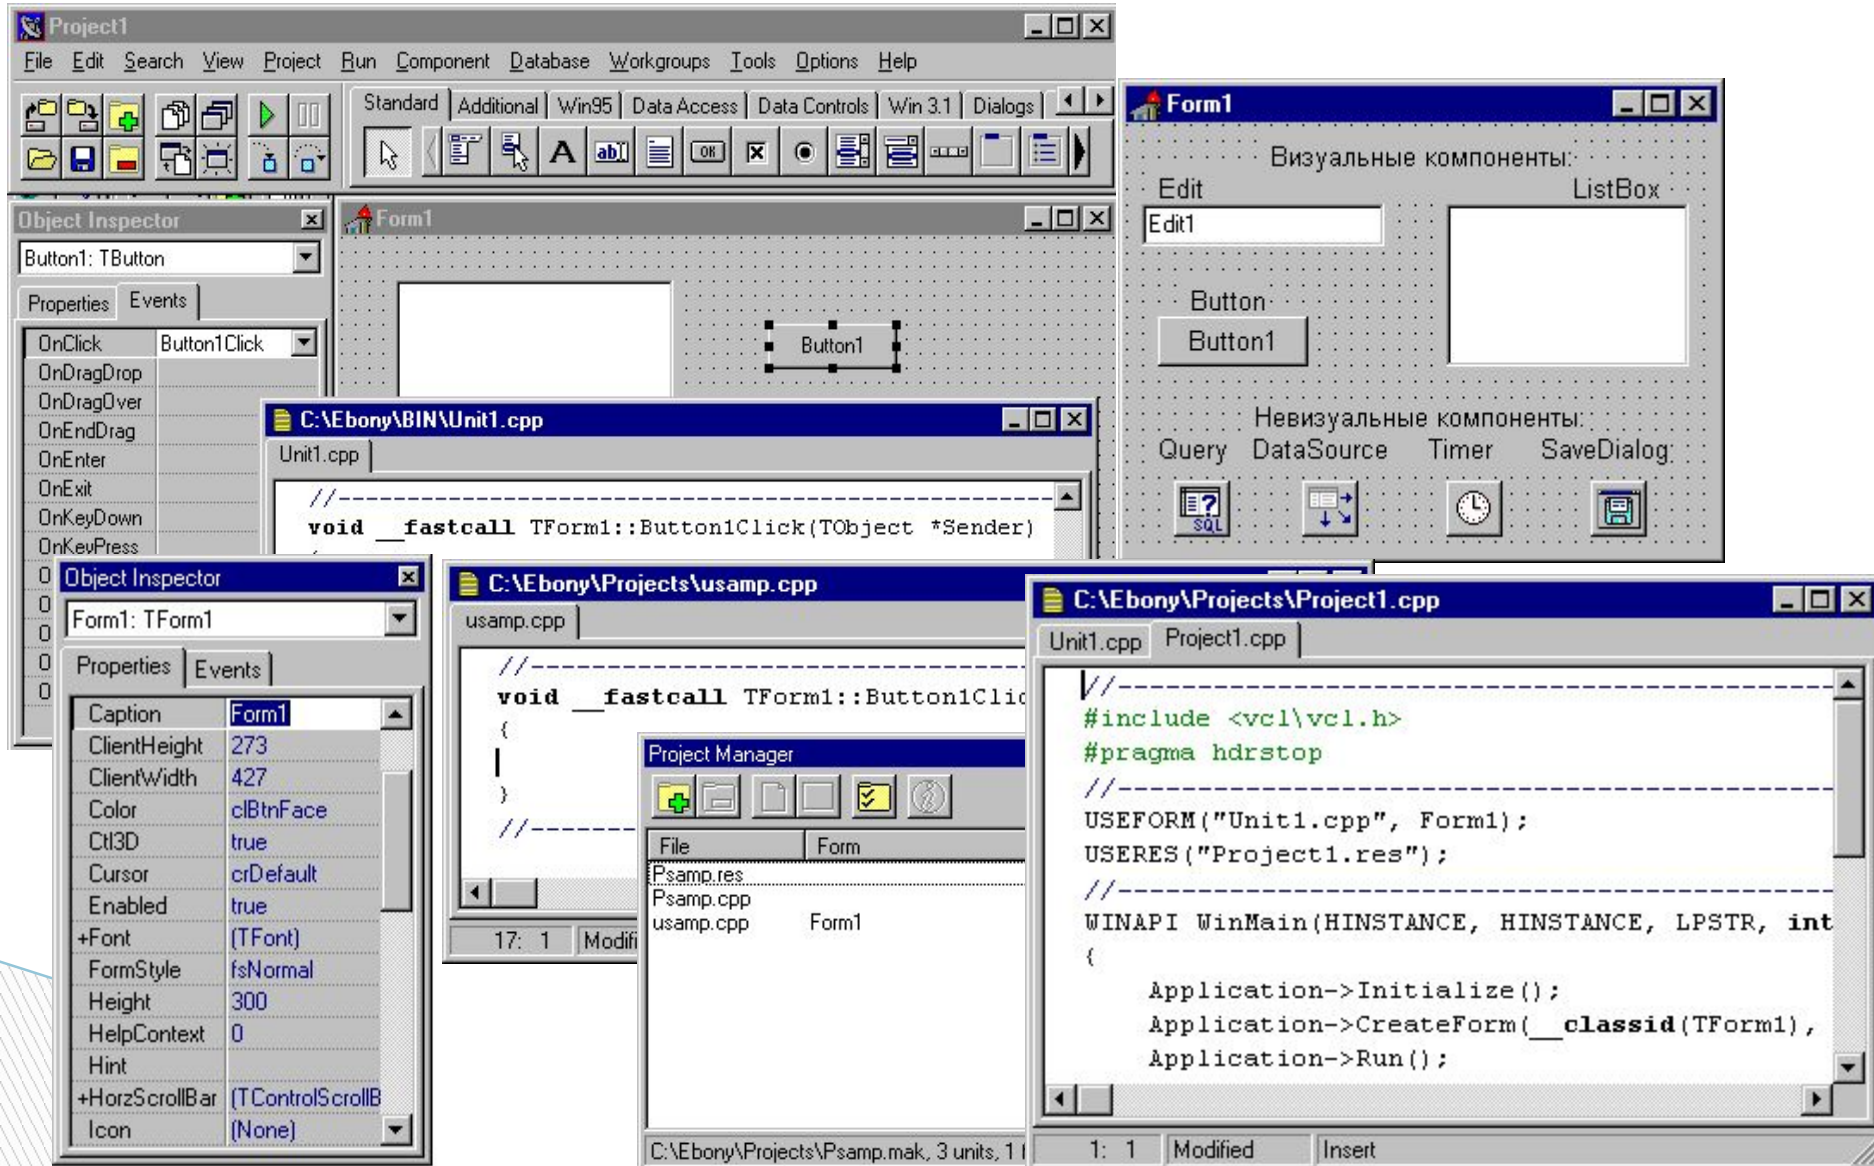 Project1
File Edit Search View Project Run Component Database Workgroups Tools Options Help
Standard Additional Win95 Data Access Data Controls Win 3.1 Dialogs
A ab OK
Object Inspector
Button1: TButton
Properties Events
OnClick Button1Click
OnDragDrop
OnDragOver
OnEndDrag
OnEnter
OnExit
OnKeyDown
OnKeyPress
O
O
O
O
O
Form1
Button1
C:\Ebony\BIN\Unit1.cpp
Unit1.cpp
//----------------------------------------------------
void __fastcall TForm1::Button1Click(TObject *Sender)
Form1
Визуальные компоненты:
Edit ListBox
Edit1
Button
Button1
Невизуальные компоненты:
Query DataSource Timer SaveDialog
? SQL
Object Inspector
Form1: TForm1
Properties Events
Caption Form1
ClientHeight 273
ClientWidth 427
Color clBtnFace
Ctl3D true
Cursor crDefault
Enabled true
+Font (TFont)
FormStyle fsNormal
Height 300
HelpContext 0
Hint
+HorzScrollBar (TControlScrollB
Icon (None)
C:\Ebony\Projects\usamp.cpp
usamp.cpp
//------------------------------
void __fastcall TForm1::Button1Clic
{
}
//------
17: 1 Modifi
Project Manager
File Form
Psamp.res
Psamp.cpp
usamp.cpp Form1
C:\Ebony\Projects\Psamp.mak, 3 units, 1 f
C:\Ebony\Projects\Project1.cpp
Unit1.cpp Project1.cpp
//--------------------------------------------
#include <vcl\vcl.h>
#pragma hdrstop
//--------------------------------------------
USEFORM("Unit1.cpp", Form1);
USERES("Project1.res");
//--------------------------------------------
WINAPI WinMain(HINSTANCE, HINSTANCE, LPSTR, int
{
Application->Initialize();
Application->CreateForm(__classid(TForm1),
Application->Run();
1: 1 Modified Insert